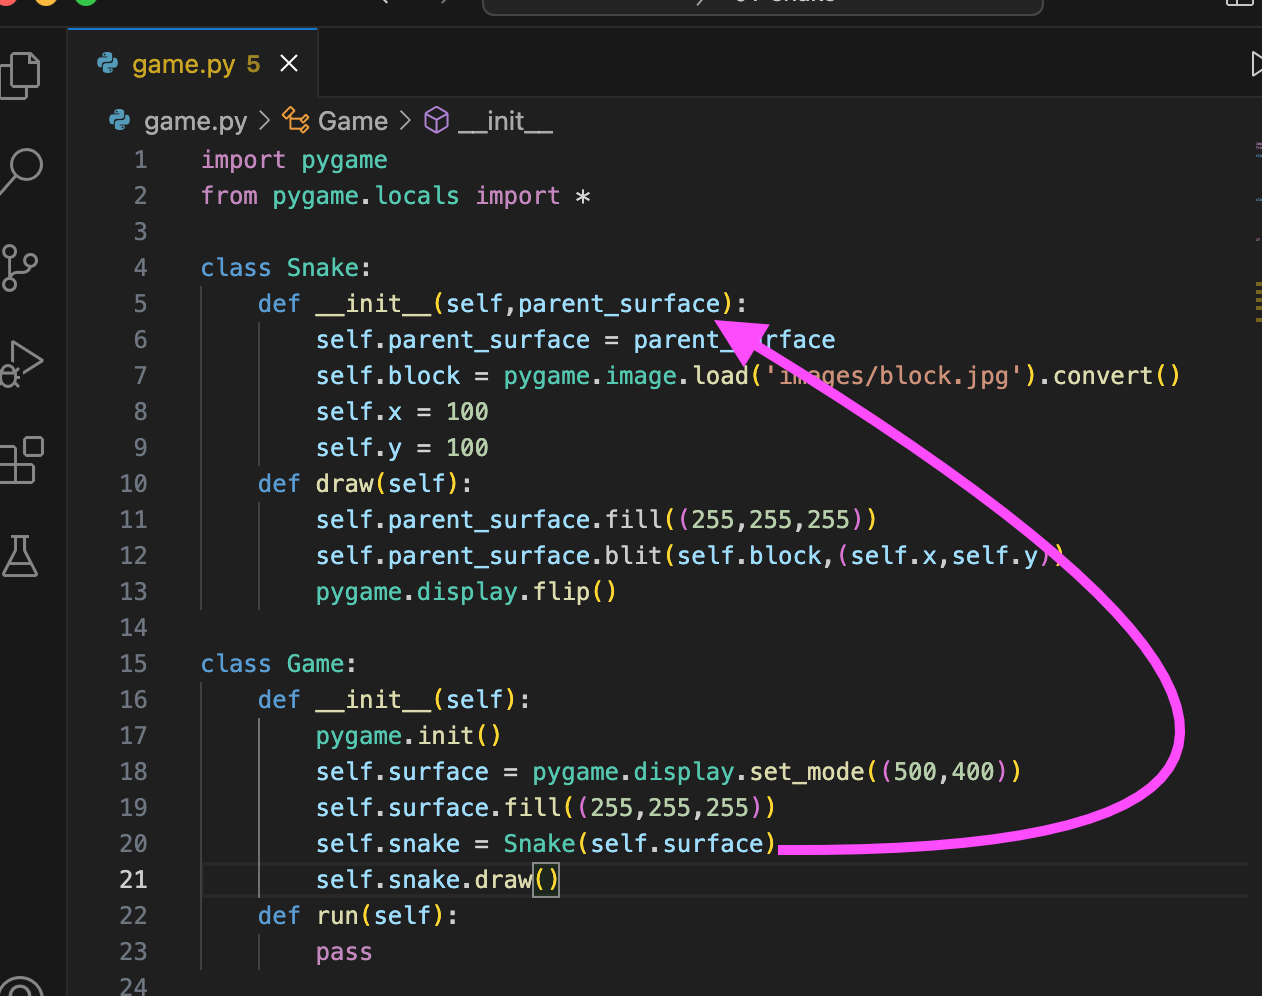 game.py 5
game.py > Game > __init__
1 import pygame
2 from pygame.locals import *
3
4 class Snake:
5     def __init__(self,parent_surface):
6         self.parent_surface = parent_surface
7         self.block = pygame.image.load('images/block.jpg').convert()
8         self.x = 100
9         self.y = 100
10     def draw(self):
11         self.parent_surface.fill((255,255,255))
12         self.parent_surface.blit(self.block,(self.x,self.y))
13         pygame.display.flip()
14
15 class Game:
16     def __init__(self):
17         pygame.init()
18         self.surface = pygame.display.set_mode((500,400))
19         self.surface.fill((255,255,255))
20         self.snake = Snake(self.surface)
21         self.snake.draw()
22     def run(self):
23         pass
24